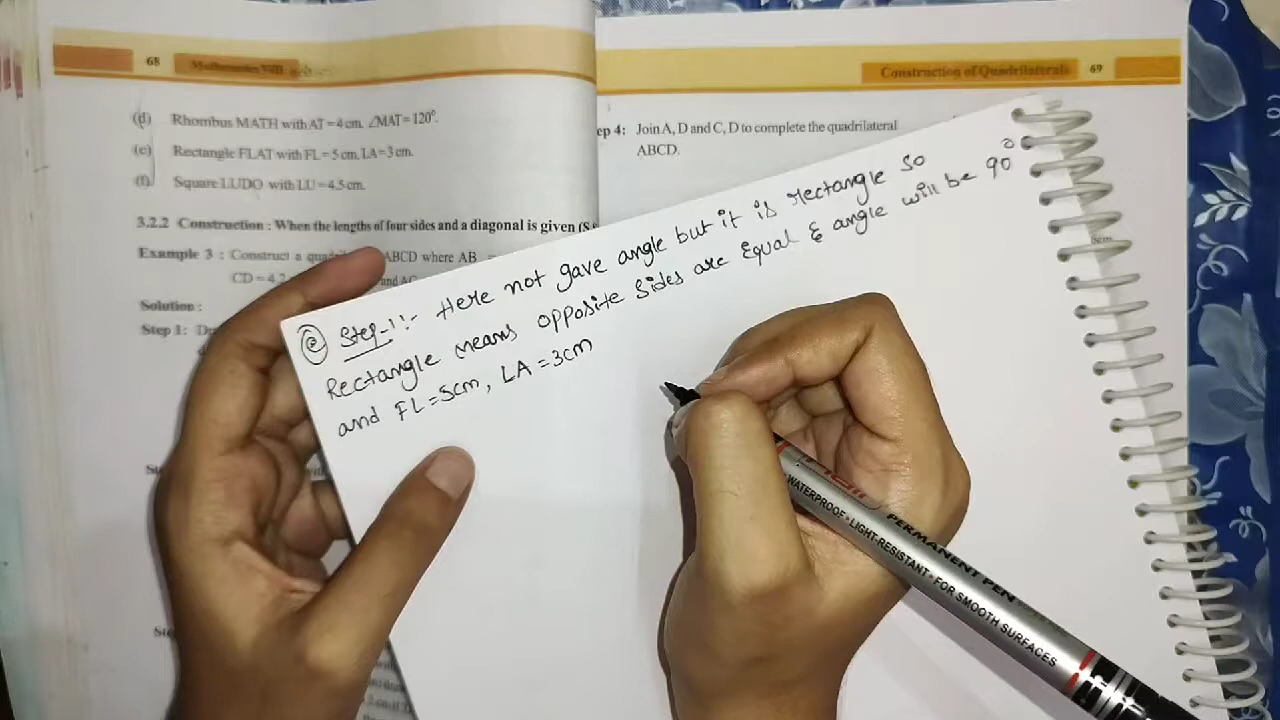 68 Mathematics VIII
(d) Rhombus MATH with AT = 4 cm, ∠MAT = 120°.
(e) Rectangle FLAT with FL = 5 cm, LA = 3 cm.
(f) Square LUDO with LU = 4.5 cm.
3.2.2 Construction : When the lengths of four sides and a diagonal is given (S
Example 3 : Construct a ABCD where AB =
CD = 4.2 and
Solution :
Step 1:
Construction of Quadrilaterals 69
ep 4: Join A, D and C, D to complete the quadrilateral
ABCD.
(e) Step-1:- Here not gave angle but it is rectangle so
Rectangle means opposite sides are Equal & angle will be 90°
and FL = 5cm, LA = 3cm
WATERPROOF • LIGHT-RESISTANT • FOR SMOOTH SURFACES
PERMANENT PEN